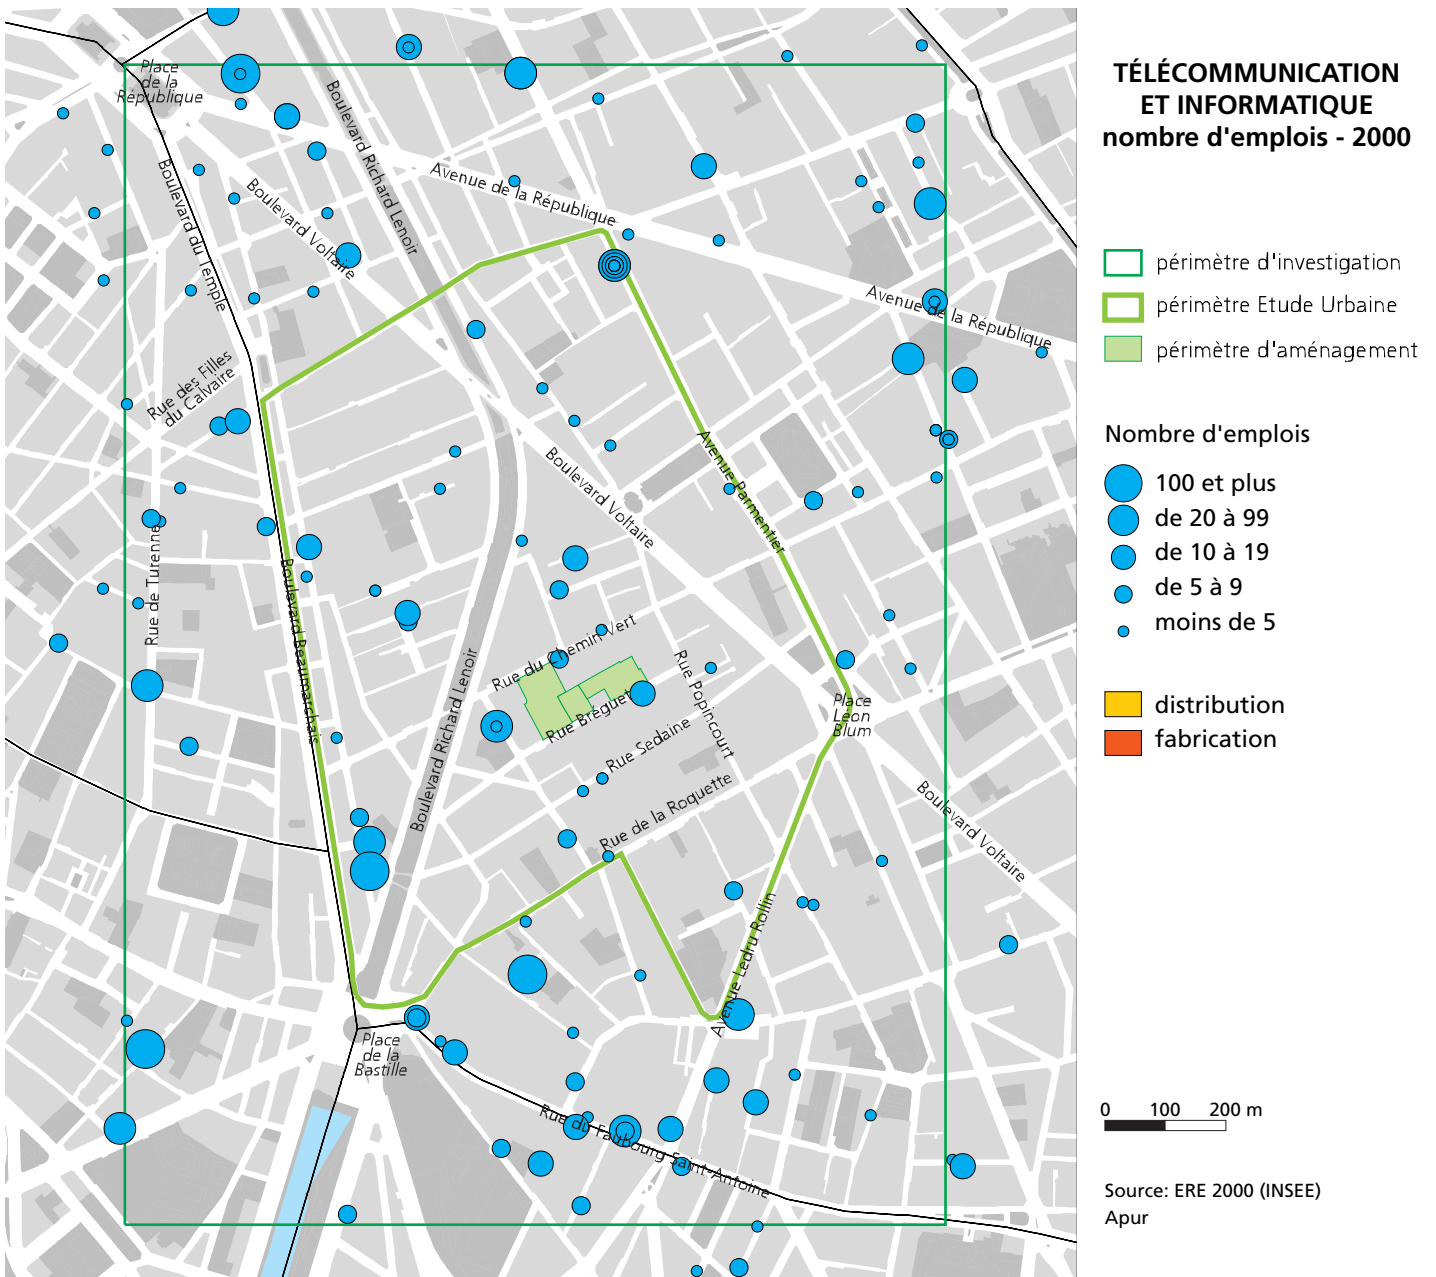 TÉLÉCOMMUNICATION
ET INFORMATIQUE
nombre d'emplois - 2000
périmètre d'investigation
périmètre Etude Urbaine
périmètre d'aménagement
Nombre d'emplois
100 et plus
de 20 à 99
de 10 à 19
de 5 à 9
moins de 5
distribution
fabrication
0 100 200 m
Source: ERE 2000 (INSEE)
Apur
Place
de la
République
Boulevard du Temple
Boulevard Voltaire
Boulevard Richard Lenoir
Avenue de la République
Avenue de la République
Rue des Filles
du Calvaire
Avenue Parmentier
Boulevard Voltaire
Rue de Turenne
Boulevard Beaumarchais
Rue du Chemin Vert
Rue Popincourt
Rue Bréguet
Rue Sedaine
Boulevard Richard Lenoir
Rue de la Roquette
Place
Léon
Blum
Boulevard Voltaire
Avenue Ledru Rollin
Place
de la
Bastille
Rue du Faubourg Saint-Antoine